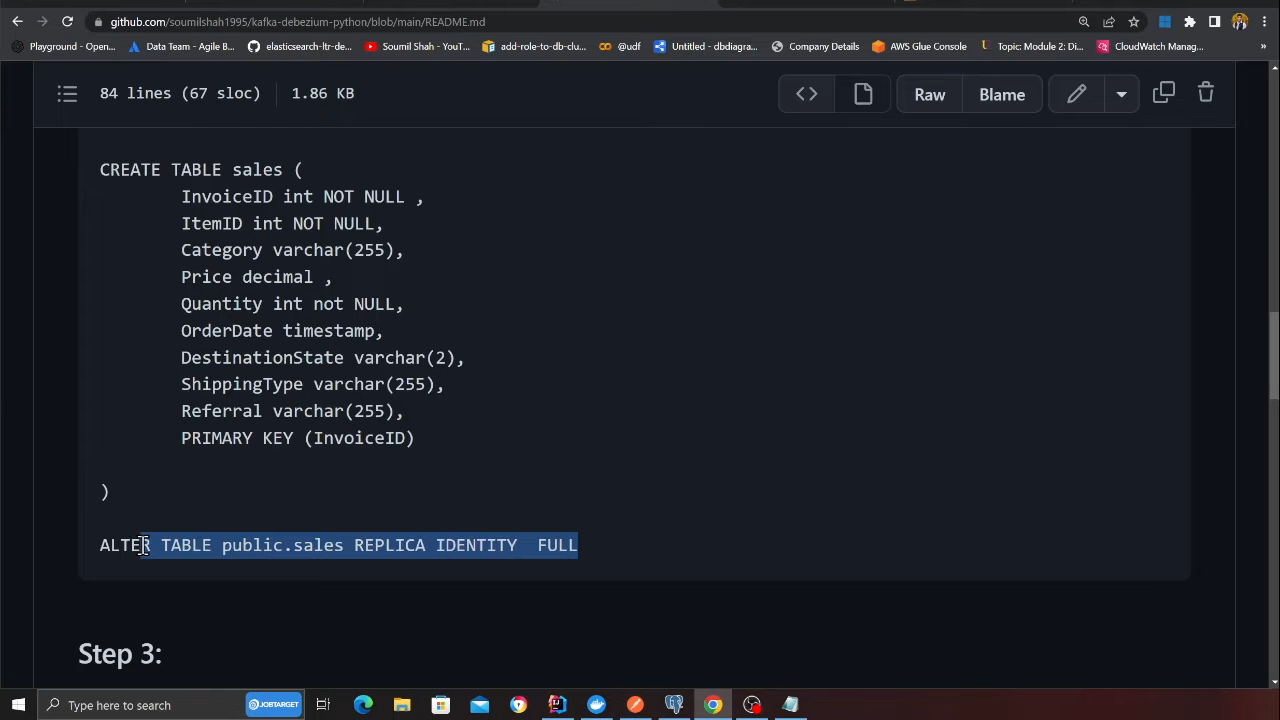 github.com/soumilshah1995/kafka-debezium-python/blob/main/README.md
Playground - Open... Data Team - Agile B... elasticsearch-ltr-de... Soumil Shah - YouT... add-role-to-db-clu... @udf Untitled - dbdiagra... Company Details AWS Glue Console Topic: Module 2: Di... CloudWatch Manag... »
84 lines (67 sloc) 1.86 KB <> Raw Blame
CREATE TABLE sales (
InvoiceID int NOT NULL ,
ItemID int NOT NULL,
Category varchar(255),
Price decimal ,
Quantity int not NULL,
OrderDate timestamp,
DestinationState varchar(2),
ShippingType varchar(255),
Referral varchar(255),
PRIMARY KEY (InvoiceID)
)
ALTER TABLE public.sales REPLICA IDENTITY  FULL
Step 3:
Type here to search JOBTARGET